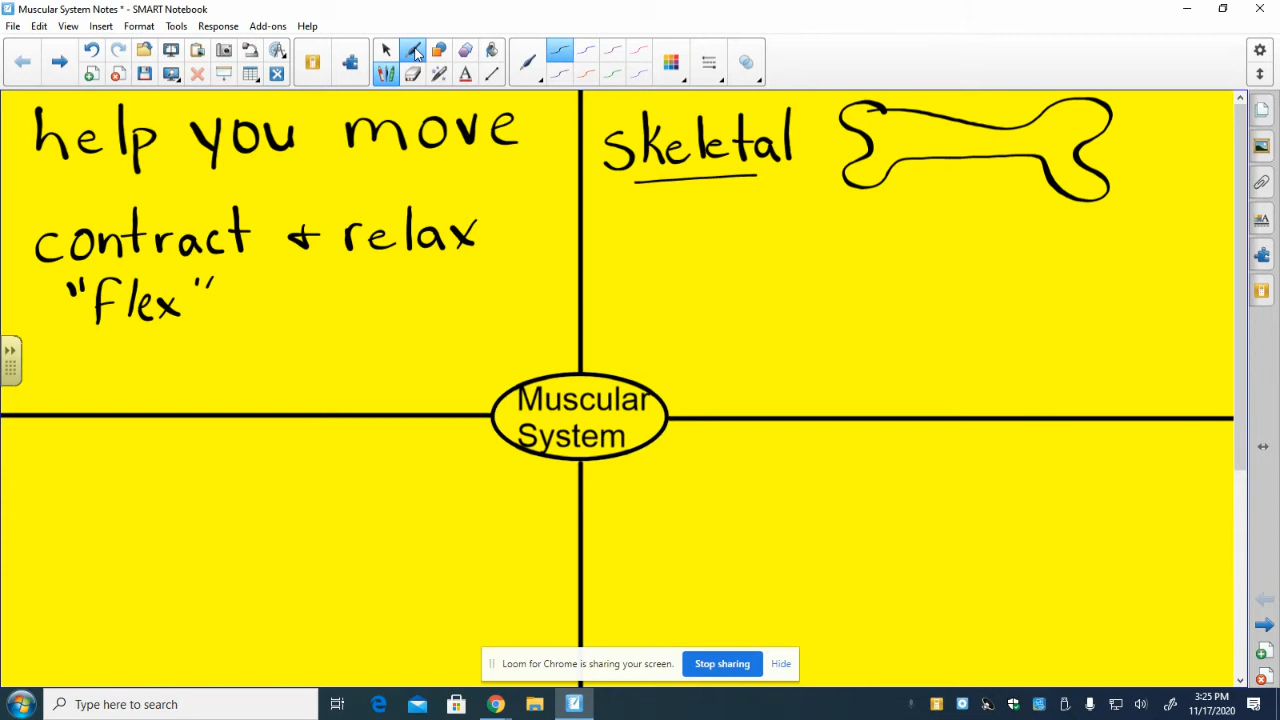 Muscular System Notes * - SMART Notebook
File Edit View Insert Format Tools Response Add-ons Help
help you move
contract + relax
"flex"
skeletal
Muscular
System
Loom for Chrome is sharing your screen. Stop sharing Hide
Type here to search
3:25 PM
11/17/2020